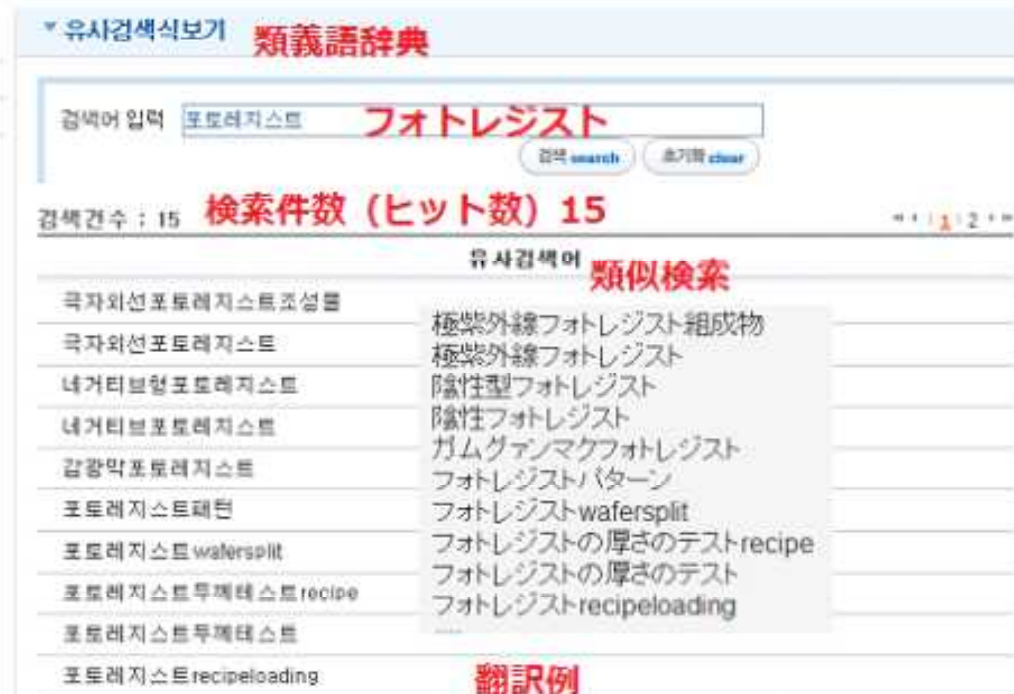 ▼ 유사검색식보기 類義語辞典
검색어 입력 포토레지스트 フォトレジスト
검색 search 초기화 clear
검색건수 : 15 検索件数（ヒット数）15 1 2
유사검색어 類似検索
극자외선포토레지스트조성물
극자외선포토레지스트
네거티브형포토레지스트
네거티브포토레지스트
감광막포토레지스트
포토레지스트패턴
포토레지스트wafersplit
포토레지스트두께테스트recipe
포토레지스트두께테스트
포토레지스트recipeloading
極紫外線フォトレジスト組成物
極紫外線フォトレジスト
陰性型フォトレジスト
陰性フォトレジスト
ガムグァンマクフォトレジスト
フォトレジストパターン
フォトレジストwafersplit
フォトレジストの厚さのテストrecipe
フォトレジストの厚さのテスト
フォトレジストrecipeloading
....
翻訳例